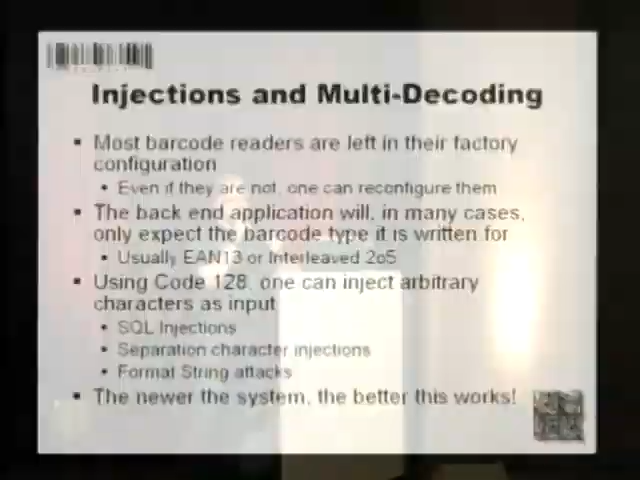 Injections and Multi-Decoding
▪ Most barcode readers are left in their factory
configuration
• Even if they are not, one can reconfigure them
▪ The back end application will, in many cases,
only expect the barcode type it is written for
• Usually EAN13 or Interleaved 2o5
▪ Using Code 128, one can inject arbitrary
characters as input
• SQL Injections
• Separation character injections
• Format String attacks
▪ The newer the system, the better this works!